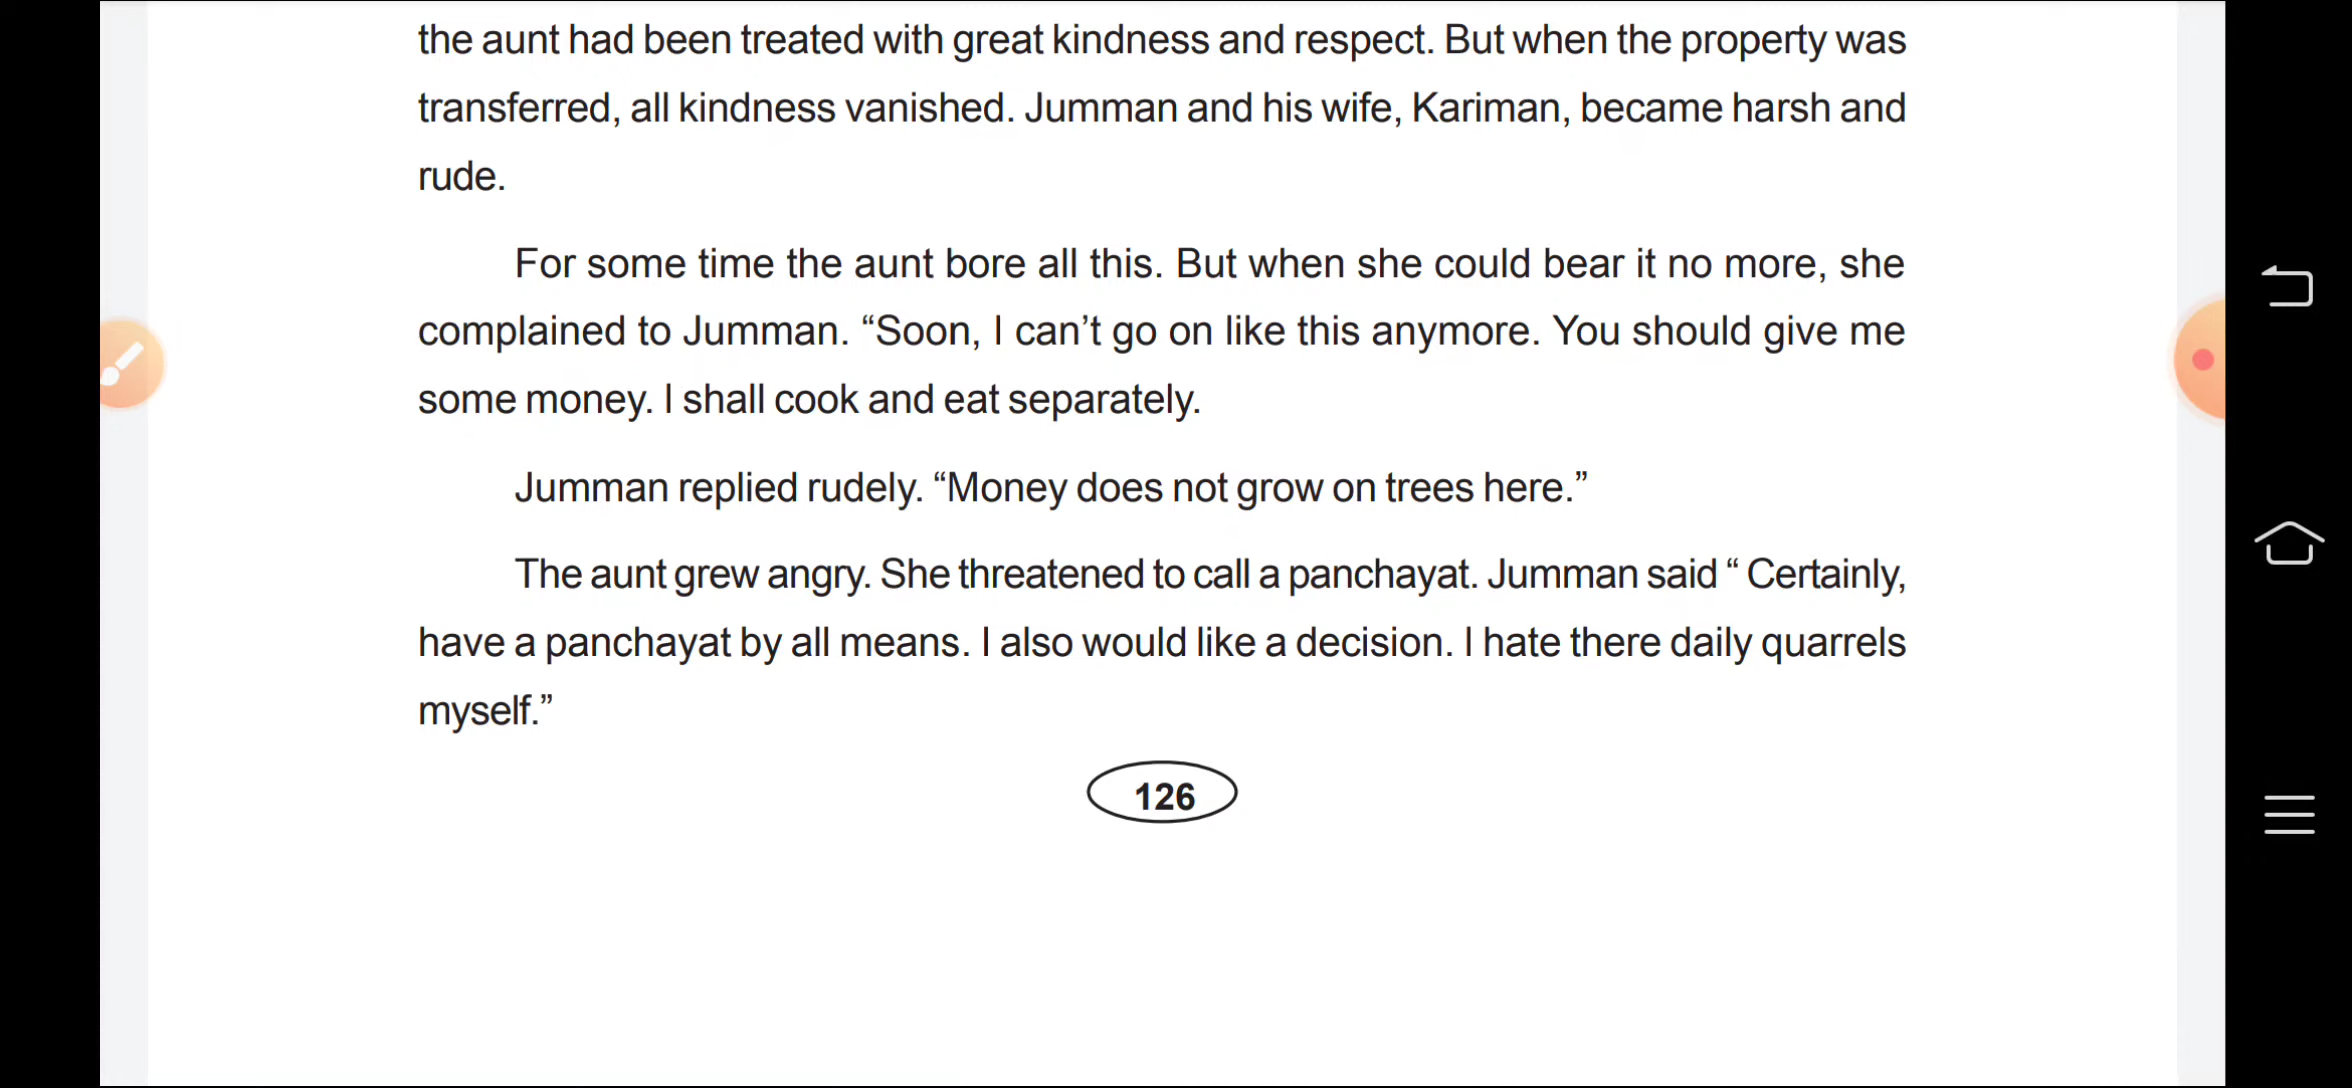 the aunt had been treated with great kindness and respect. But when the property was
transferred, all kindness vanished. Jumman and his wife, Kariman, became harsh and
rude.
For some time the aunt bore all this. But when she could bear it no more, she
complained to Jumman. “Soon, I can’t go on like this anymore. You should give me
some money. I shall cook and eat separately.
Jumman replied rudely. “Money does not grow on trees here.”
The aunt grew angry. She threatened to call a panchayat. Jumman said “ Certainly,
have a panchayat by all means. I also would like a decision. I hate there daily quarrels
myself.”
126